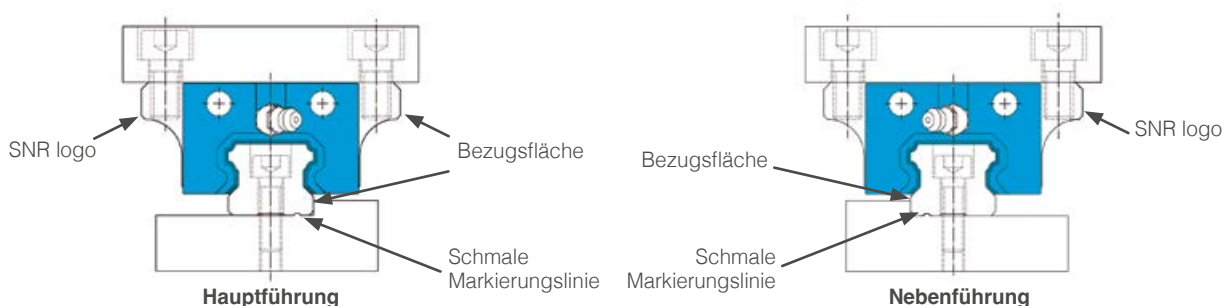 SNR logo
Bezugsfläche
Schmale
Markierungslinie
Hauptführung
SNR logo
Bezugsfläche
Schmale
Markierungslinie
Nebenführung